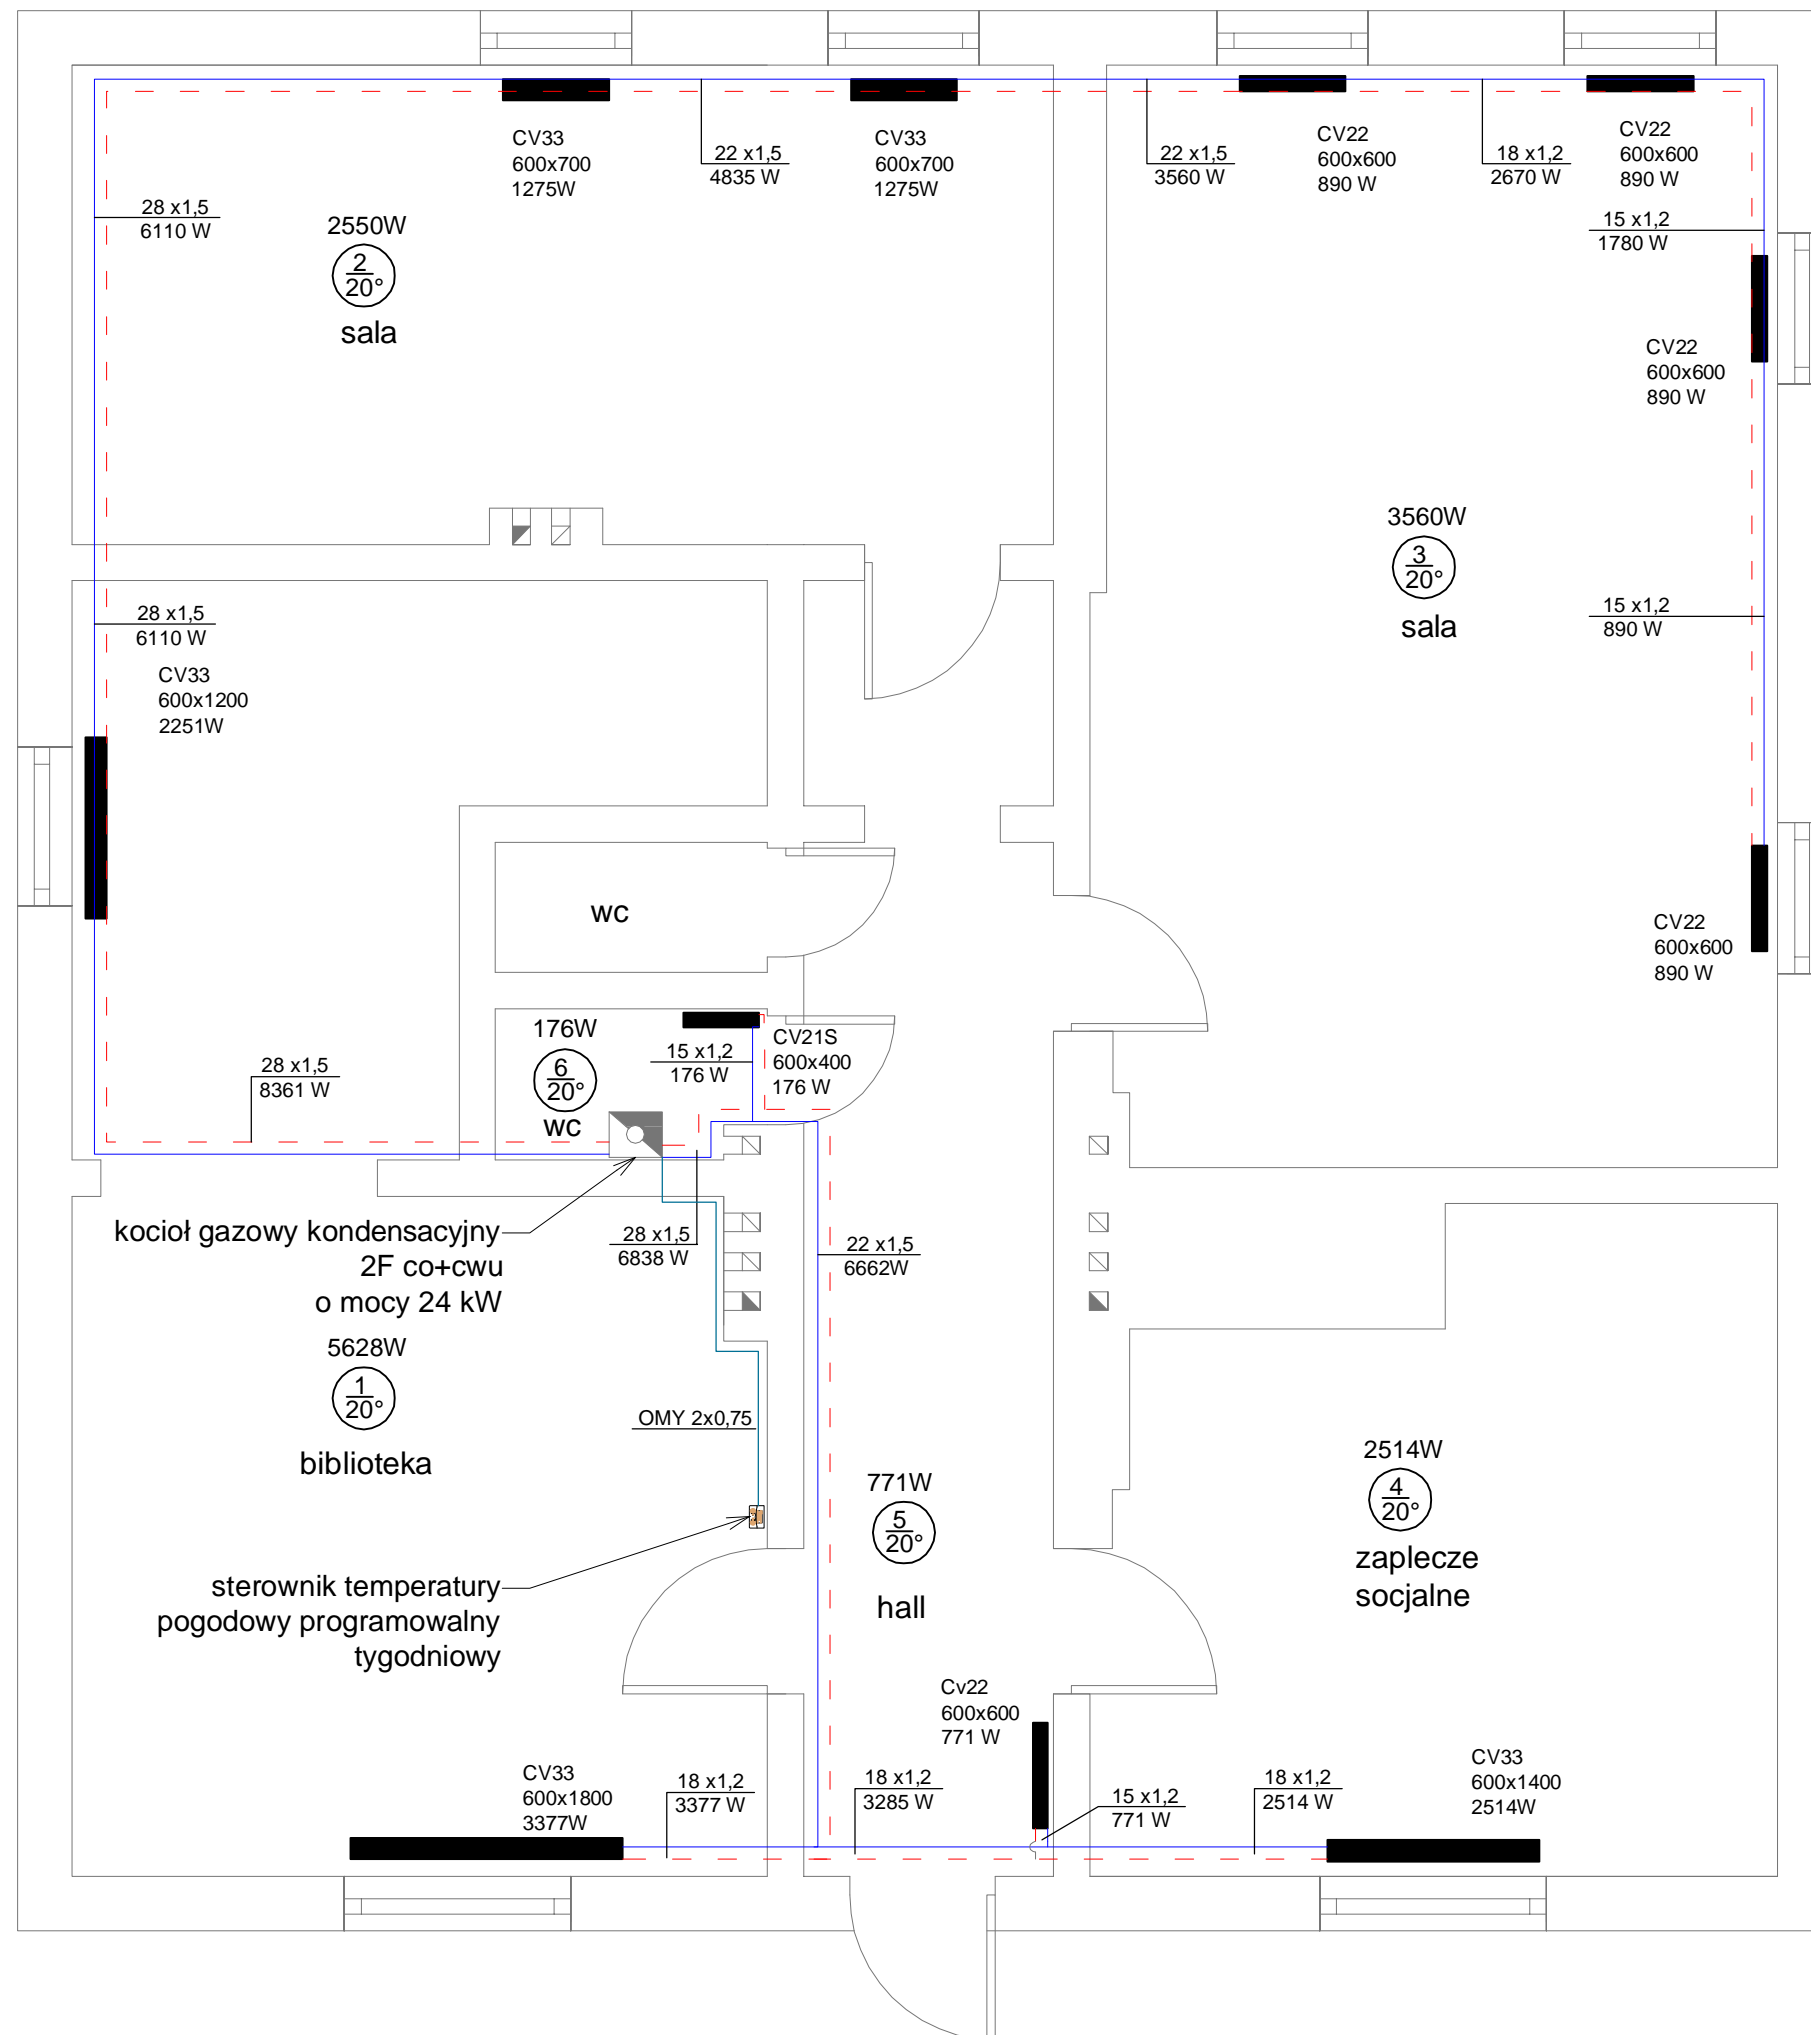 CV33
600x700
1275W
22 x1,5
4835 W
CV33
600x700
1275W
22 x1,5
3560 W
CV22
600x600
890 W
18 x1,2
2670 W
CV22
600x600
890 W
28 x1,5
6110 W
2550W
2
20°
sala
15 x1,2
1780 W
CV22
600x600
890 W
3560W
3
20°
sala
15 x1,2
890 W
28 x1,5
6110 W
CV33
600x1200
2251W
wc
CV22
600x600
890 W
176W
6
20°
wc
15 x1,2
176 W
CV21S
600x400
176 W
28 x1,5
8361 W
kocioł gazowy kondensacyjny
2F co+cwu
o mocy 24 kW
28 x1,5
6838 W
22 x1,5
6662W
5628W
1
20°
biblioteka
OMY 2x0,75
771W
5
20°
hall
2514W
4
20°
zaplecze
socjalne
sterownik temperatury
pogodowy programowalny
tygodniowy
Cv22
600x600
771 W
CV33
600x1800
3377W
18 x1,2
3377 W
18 x1,2
3285 W
15 x1,2
771 W
18 x1,2
2514 W
CV33
600x1400
2514W